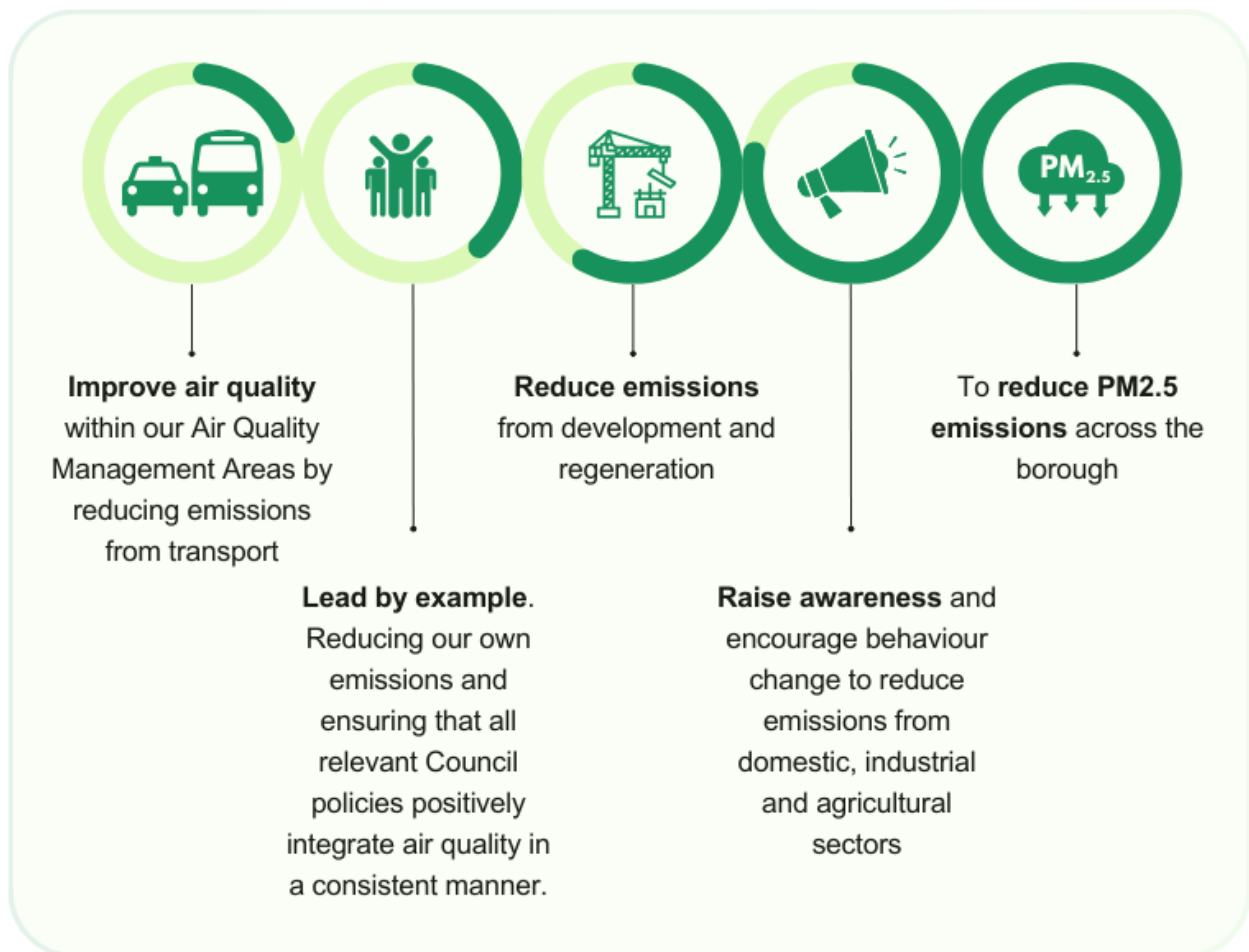 PM2.5
Improve air quality
within our Air Quality
Management Areas by
reducing emissions
from transport
Lead by example.
Reducing our own
emissions and
ensuring that all
relevant Council
policies positively
integrate air quality in
a consistent manner.
Reduce emissions
from development and
regeneration
Raise awareness and
encourage behaviour
change to reduce
emissions from
domestic, industrial
and agricultural
sectors
To reduce PM2.5
emissions across the
borough